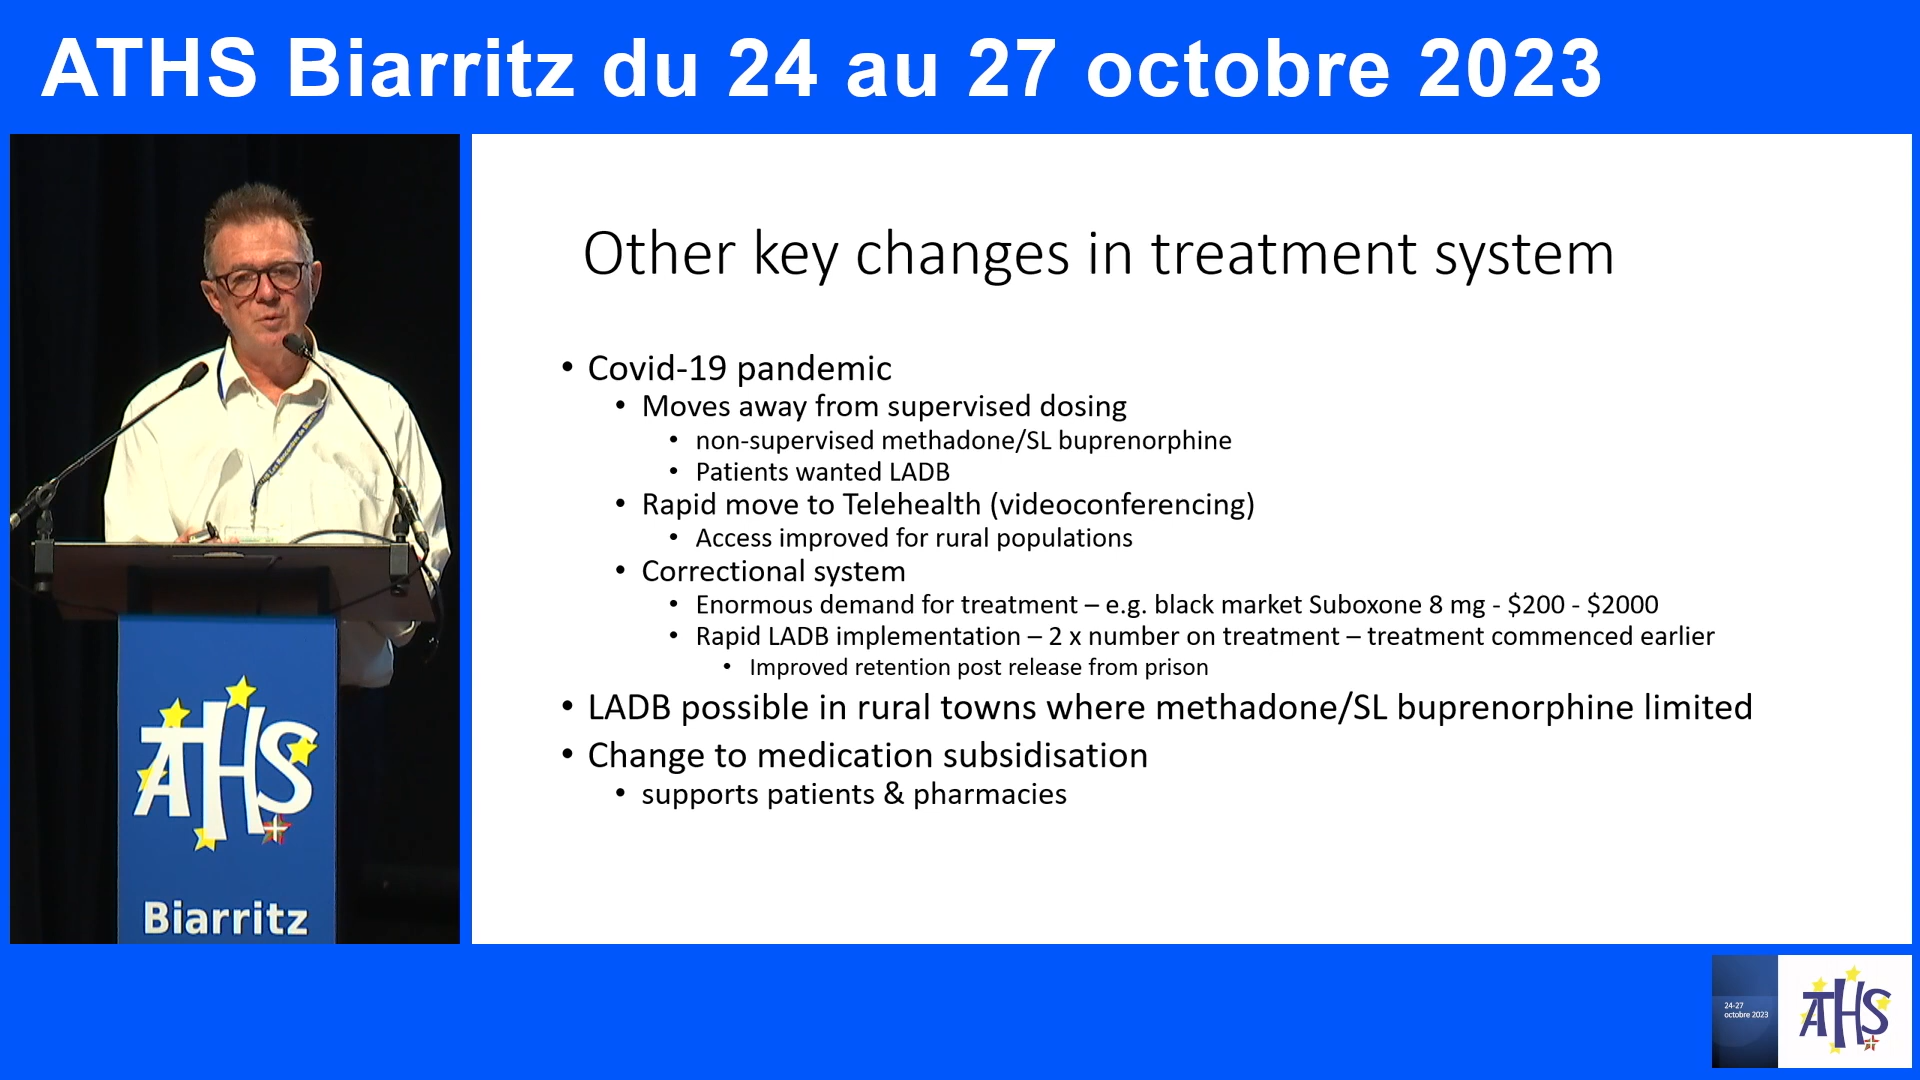 ATHS Biarritz du 24 au 27 octobre 2023
Other key changes in treatment system
• Covid-19 pandemic
• Moves away from supervised dosing
• non-supervised methadone/SL buprenorphine
• Patients wanted LADB
• Rapid move to Telehealth (videoconferencing)
• Access improved for rural populations
• Correctional system
• Enormous demand for treatment – e.g. black market Suboxone 8 mg - $200 - $2000
• Rapid LADB implementation – 2 x number on treatment – treatment commenced earlier
• Improved retention post release from prison
• LADB possible in rural towns where methadone/SL buprenorphine limited
• Change to medication subsidisation
• supports patients & pharmacies
ATHS
Biarritz
24-27
octobre 2023
ATHS